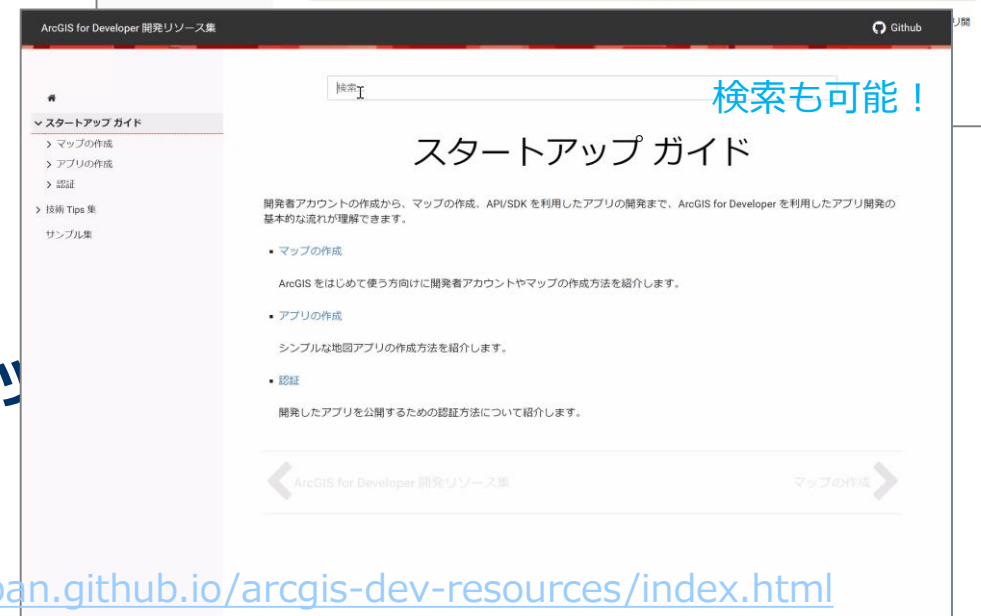 リ開
ArcGIS for Developer 開発リソース集
Github
検索
検索も可能！
スタートアップ ガイド
マップの作成
アプリの作成
認証
技術 Tips 集
サンプル集
スタートアップ ガイド
開発者アカウントの作成から、マップの作成、API/SDK を利用したアプリの開発まで、ArcGIS for Developer を利用したアプリ開発の
基本的な流れが理解できます。
マップの作成
ArcGIS をはじめて使う方向けに開発者アカウントやマップの作成方法を紹介します。
アプリの作成
シンプルな地図アプリの作成方法を紹介します。
認証
開発したアプリを公開するための認証方法について紹介します。
ッ
ArcGIS for Developer 開発リソース集
マップの作成
pan.github.io/arcgis-dev-resources/index.html